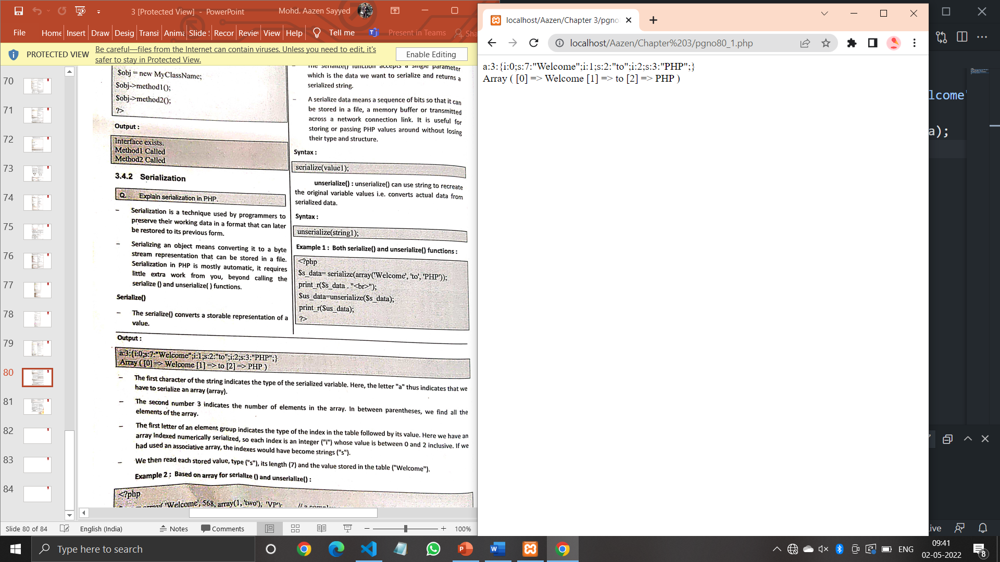 3 [Protected View] - PowerPoint
Mohd. Aazen Sayyed
File Home Insert Draw Desig Transi Anima Slide Recor Review View Help Tell me Present in Teams Sha
PROTECTED VIEW Be careful—files from the Internet can contain viruses. Unless you need to edit, it's
safer to stay in Protected View.
Enable Editing
70
71
72
73
74
75
76
77
78
79
80
81
82
83
84
$obj = new MyClassName;
$obj->method1();
$obj->method2();
?>
Output :
Interface exists.
Method1 Called
Method2 Called
3.4.2 Serialization
Q. Explain serialization in PHP.
– Serialization is a technique used by programmers to
preserve their working data in a format that can later
be restored to its previous form.
– Serializing an object means converting it to a byte
stream representation that can be stored in a file.
Serialization in PHP is mostly automatic, it requires
little extra work from you, beyond calling the
serialize () and unserialize( ) functions.
Serialize()
– The serialize() converts a storable representation of a
value.
– The serialize() function accepts a single parameter
which is the data we want to serialize and returns a
serialized string.
– A serialize data means a sequence of bits so that it can
be stored in a file, a memory buffer or transmitted
across a network connection link. It is useful for
storing or passing PHP values around without losing
their type and structure.
Syntax :
serialize(value1);
unserialize() : unserialize() can use string to recreate
the original variable values i.e. converts actual data from
serialized data.
Syntax :
unserialize(string1);
Example 1 : Both serialize() and unserialize() functions :
<?php
$s_data= serialize(array('Welcome', 'to', 'PHP'));
print_r($s_data . "<br>");
$us_data=unserialize($s_data);
print_r($us_data);
?>
Output :
a:3:{i:0;s:7:"Welcome";i:1;s:2:"to";i:2;s:3:"PHP";}
Array ( [0] => Welcome [1] => to [2] => PHP )
– The first character of the string indicates the type of the serialized variable. Here, the letter "a" thus indicates that we
have to serialize an array (array).
– The second number 3 indicates the number of elements in the array. In between parentheses, we find all the
elements of the array.
– The first letter of an element group indicates the type of the index in the table followed by its value. Here we have an
array indexed numerically serialized, so each index is an integer ("i") whose value is between 0 and 2 inclusive. If we
had used an associative array, the indexes would have become strings ("s").
– We then read each stored value, type ("s"), its length (7) and the value stored in the table ("Welcome").
Example 2 : Based on array for serialize () and unserialize() :
<?php
array( 'Welcome', 568, array(1, 'two'), 'VP');
Slide 80 of 84 English (India) Notes Comments 100%
localhost/Aazen/Chapter 3/pgno
localhost/Aazen/Chapter%203/pgno80_1.php
a:3:{i:0;s:7:"Welcome";i:1;s:2:"to";i:2;s:3:"PHP";}
Array ( [0] => Welcome [1] => to [2] => PHP )
lcome'
a);
ive
Type here to search
ENG
09:41
02-05-2022
8